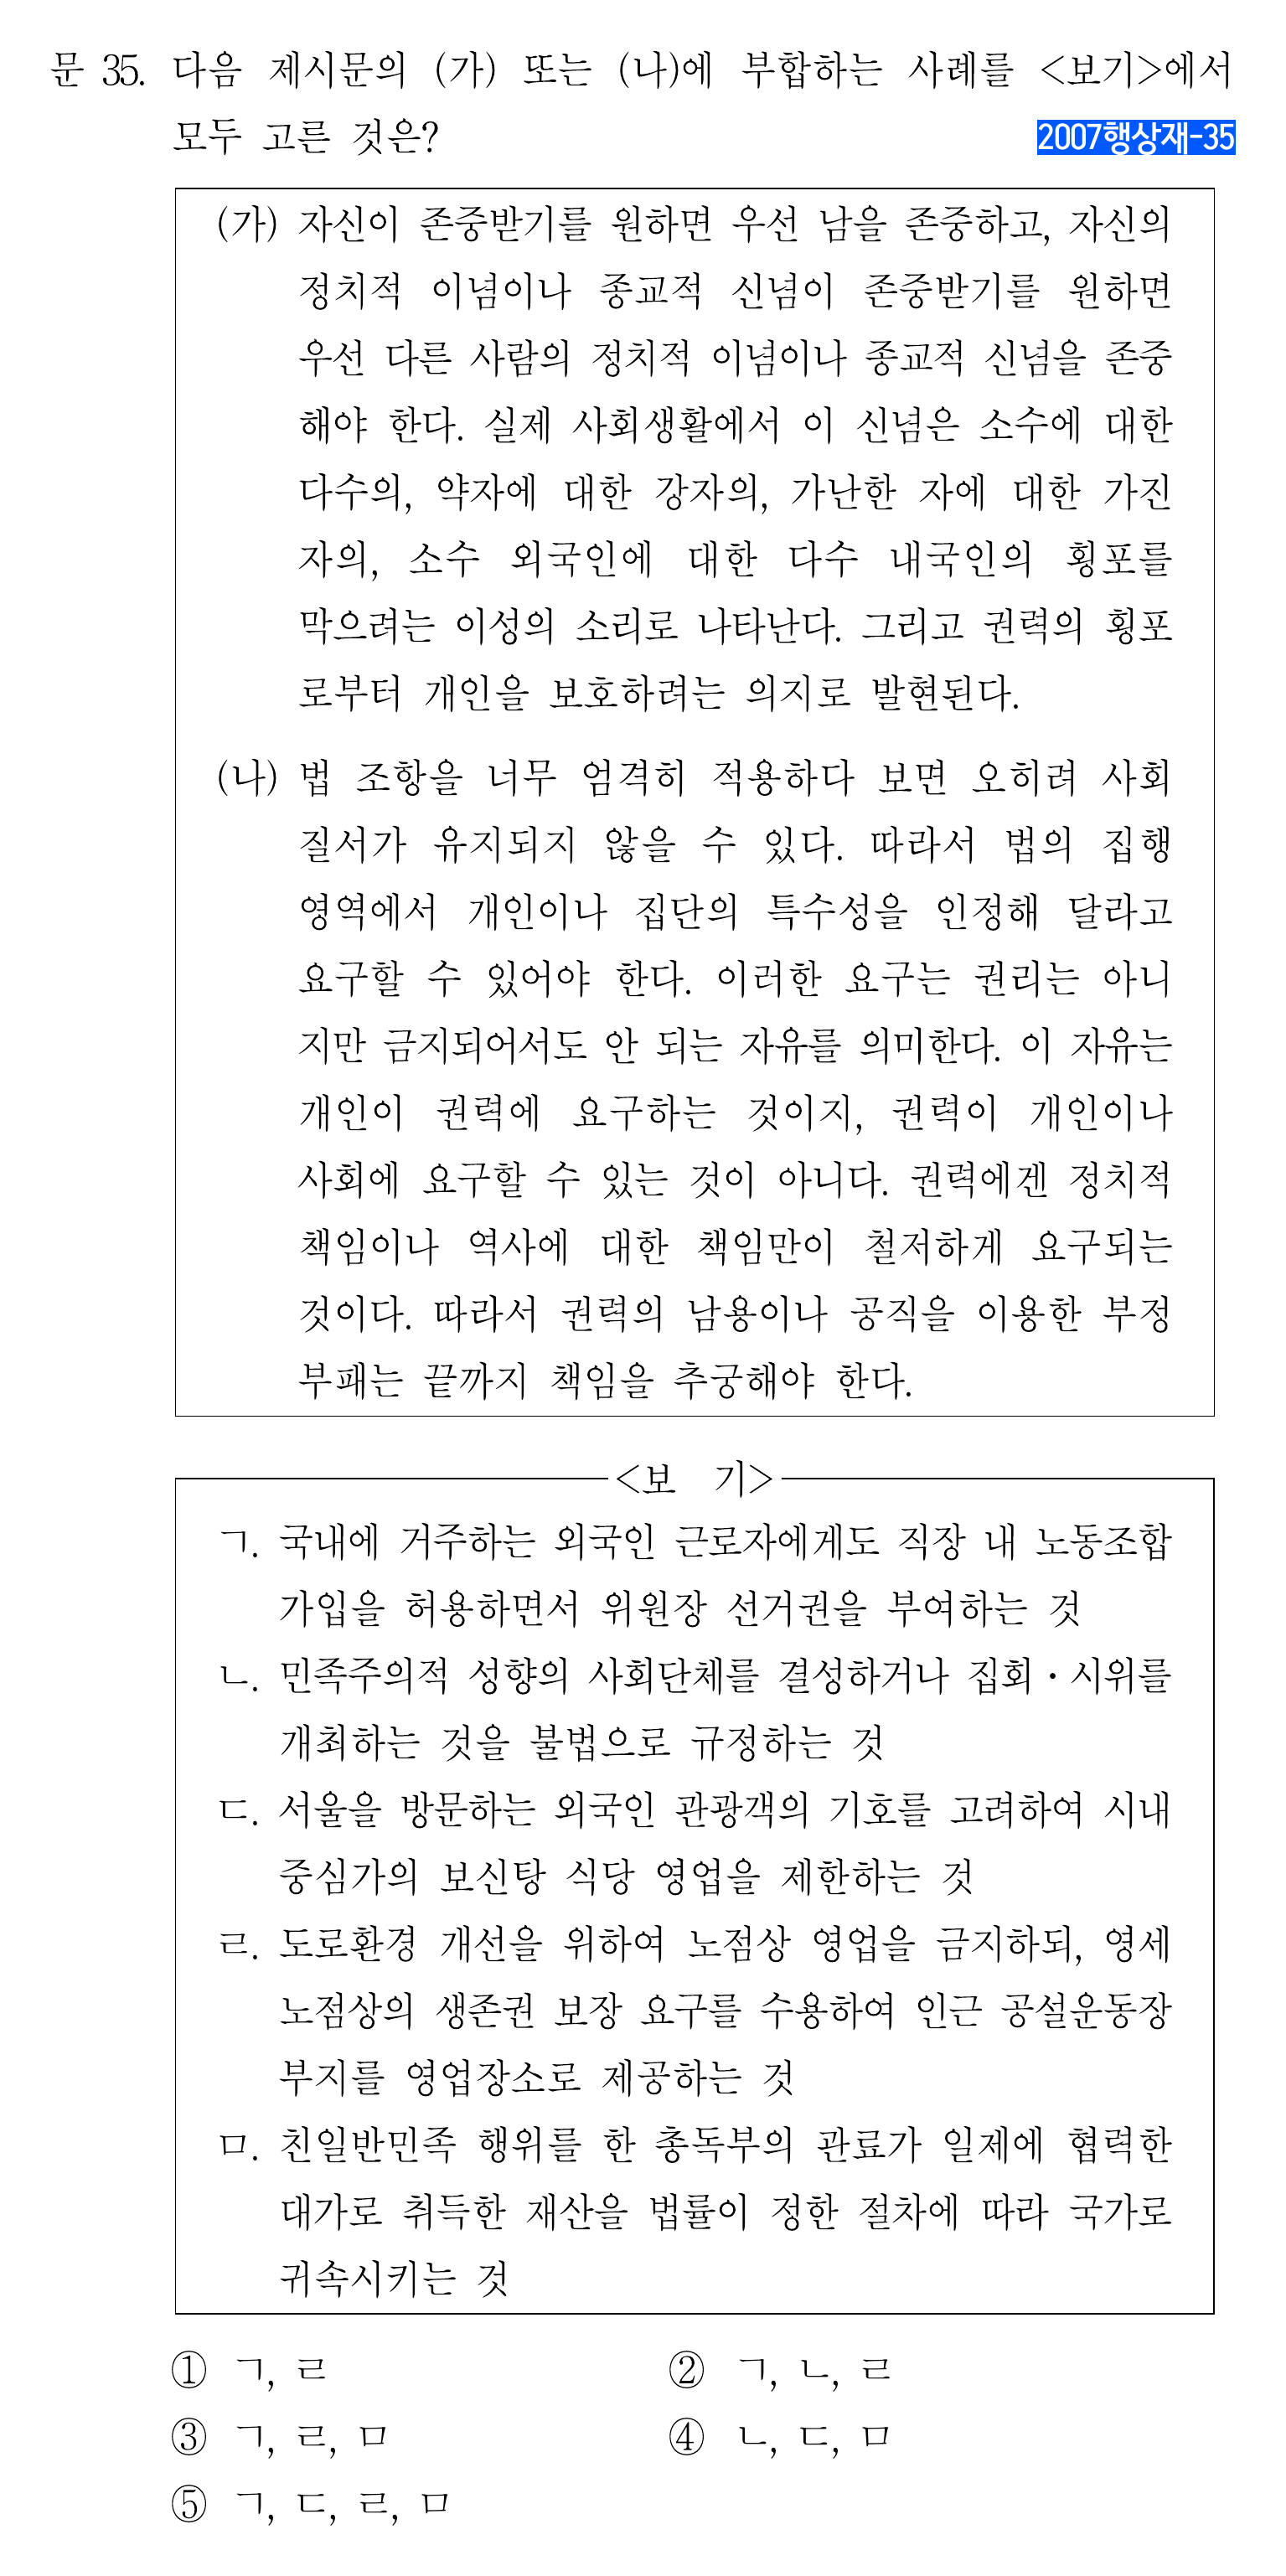 문 35. 다음 제시문의 (가) 또는 (나)에 부합하는 사례를 <보기>에서
모두 고른 것은?
2007행상재-35
(가) 자신이 존중받기를 원하면 우선 남을 존중하고, 자신의
정치적 이념이나 종교적 신념이 존중받기를 원하면
우선 다른 사람의 정치적 이념이나 종교적 신념을 존중
해야 한다. 실제 사회생활에서 이 신념은 소수에 대한
다수의, 약자에 대한 강자의, 가난한 자에 대한 가진
자의, 소수 외국인에 대한 다수 내국인의 횡포를
막으려는 이성의 소리로 나타난다. 그리고 권력의 횡포
로부터 개인을 보호하려는 의지로 발현된다.
(나) 법 조항을 너무 엄격히 적용하다 보면 오히려 사회
질서가 유지되지 않을 수 있다. 따라서 법의 집행
영역에서 개인이나 집단의 특수성을 인정해 달라고
요구할 수 있어야 한다. 이러한 요구는 권리는 아니
지만 금지되어서도 안 되는 자유를 의미한다. 이 자유는
개인이 권력에 요구하는 것이지, 권력이 개인이나
사회에 요구할 수 있는 것이 아니다. 권력에겐 정치적
책임이나 역사에 대한 책임만이 철저하게 요구되는
것이다. 따라서 권력의 남용이나 공직을 이용한 부정
부패는 끝까지 책임을 추궁해야 한다.
<보 기>
ㄱ. 국내에 거주하는 외국인 근로자에게도 직장 내 노동조합
가입을 허용하면서 위원장 선거권을 부여하는 것
ㄴ. 민족주의적 성향의 사회단체를 결성하거나 집회・시위를
개최하는 것을 불법으로 규정하는 것
ㄷ. 서울을 방문하는 외국인 관광객의 기호를 고려하여 시내
중심가의 보신탕 식당 영업을 제한하는 것
ㄹ. 도로환경 개선을 위하여 노점상 영업을 금지하되, 영세
노점상의 생존권 보장 요구를 수용하여 인근 공설운동장
부지를 영업장소로 제공하는 것
ㅁ. 친일반민족 행위를 한 총독부의 관료가 일제에 협력한
대가로 취득한 재산을 법률이 정한 절차에 따라 국가로
귀속시키는 것
① ㄱ, ㄹ ② ㄱ, ㄴ, ㄹ
③ ㄱ, ㄹ, ㅁ ④ ㄴ, ㄷ, ㅁ
⑤ ㄱ, ㄷ, ㄹ, ㅁ